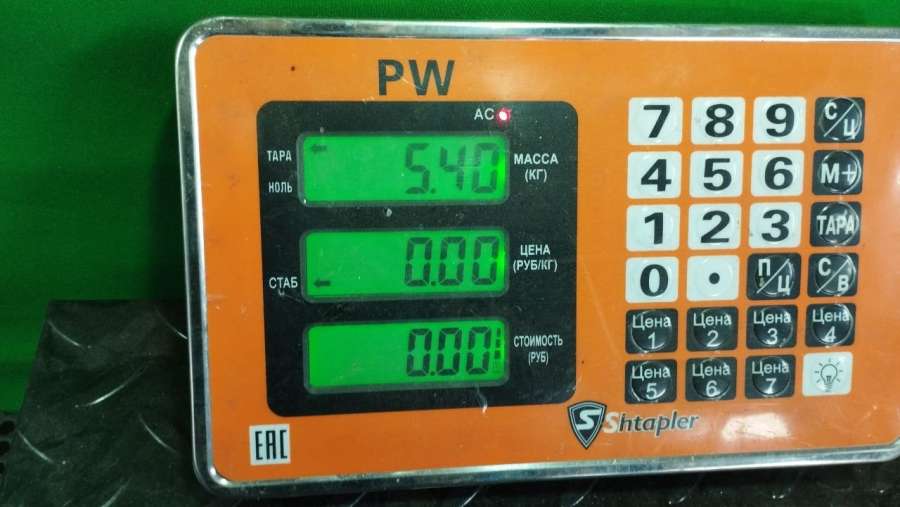 PW
AC
ТАРА
НОЛЬ
5.40
МАССА
(КГ)
СТАБ
0.00
ЦЕНА
(РУБ/КГ)
0.00
СТОИМОСТЬ
(РУБ)
7 8 9 С/Ц
4 5 6 М+
1 2 3 ТАРА
0 . П/Ц С/В
Цена 1 Цена 2 Цена 3 Цена 4
Цена 5 Цена 6 Цена 7
S Shtapler
EAC